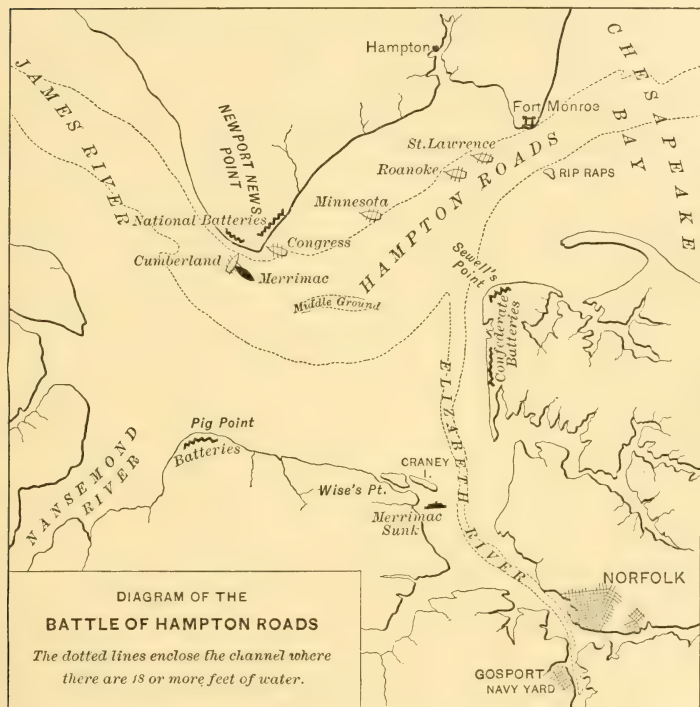 Hampton
CHESAPEAKE
BAY
JAMES RIVER
Fort Monroe
NEWPORT NEWS
POINT
St. Lawrence
Roanoke
RIP RAPS
HAMPTON ROADS
Minnesota
National Batteries
Congress
Cumberland
Merrimac
Sewell's
Point
Middle Ground
Confederate
Batteries
ELIZABETH RIVER
Pig Point
Batteries
NANSEMOND
RIVER
CRANEY
I.
Wise's Pt.
Merrimac
Sunk
NORFOLK
GOSPORT
NAVY YARD
DIAGRAM OF THE
BATTLE OF HAMPTON ROADS
The dotted lines enclose the channel where
there are 18 or more feet of water.